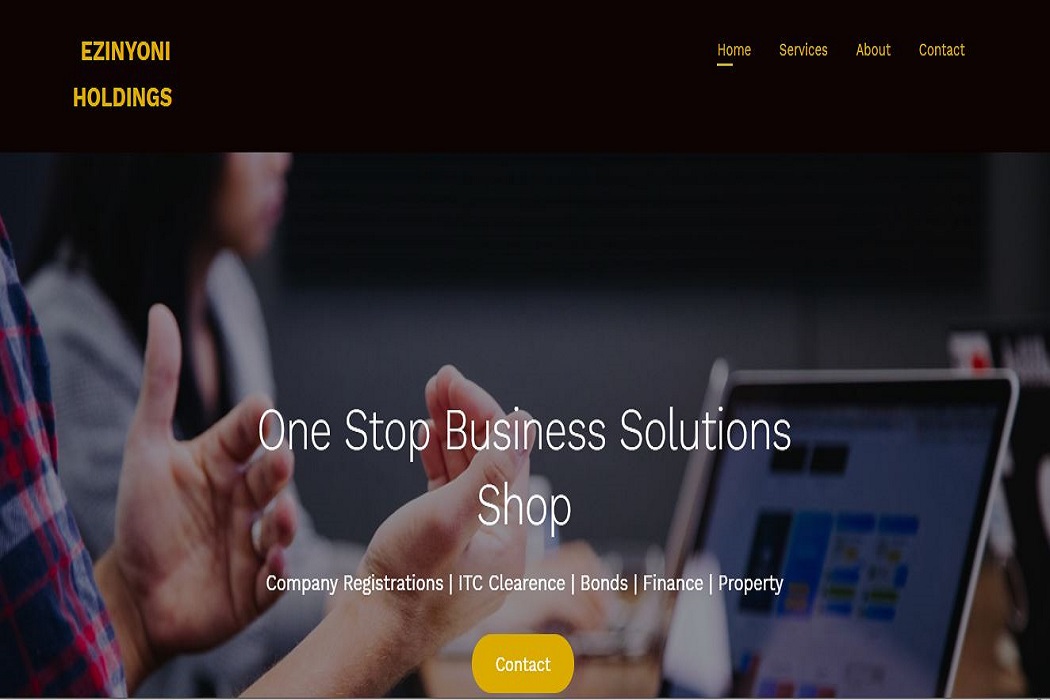 EZINYONI
HOLDINGS
Home Services About Contact
One Stop Business Solutions
Shop
Company Registrations | ITC Clearence | Bonds | Finance | Property
Contact